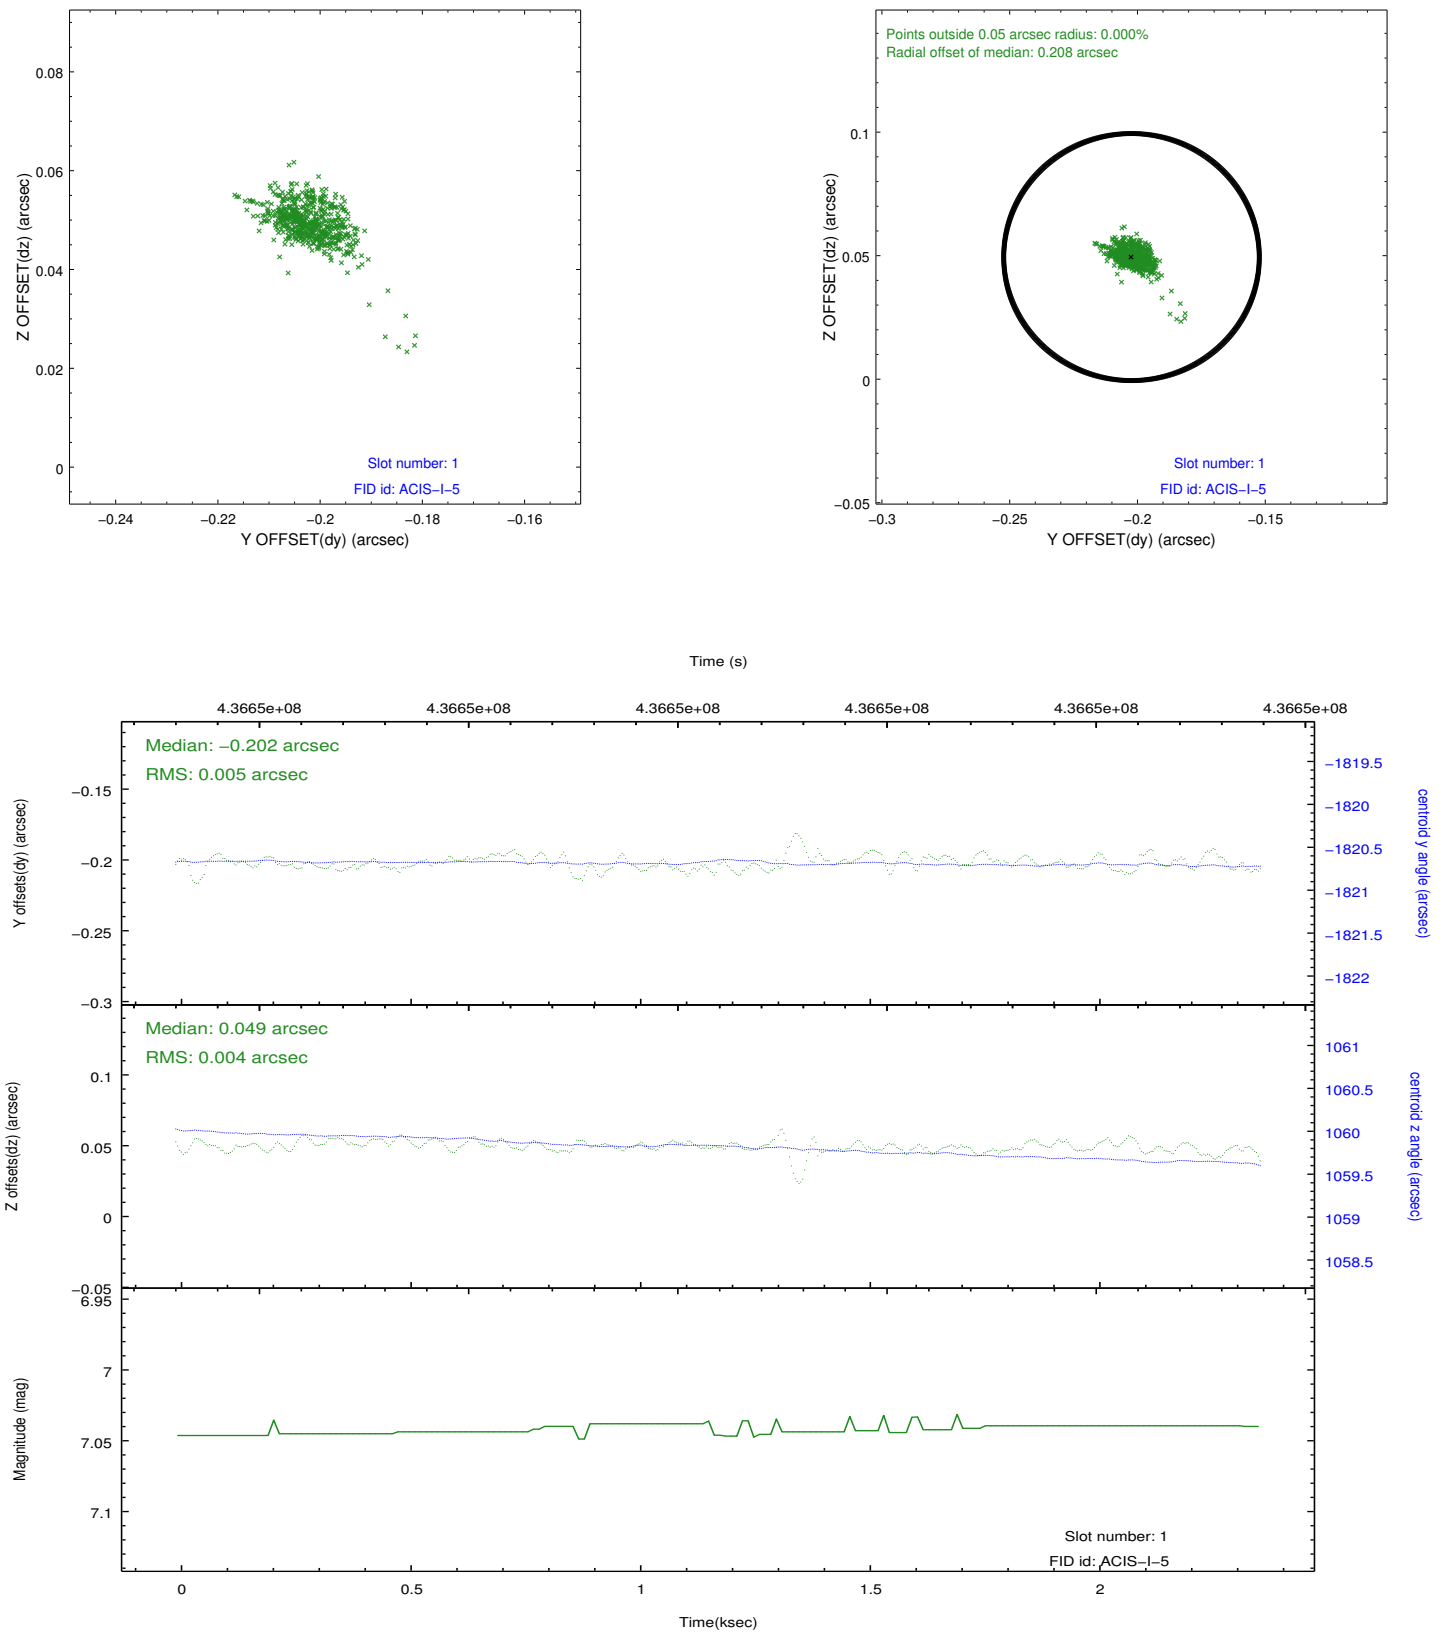 0.08
0.06
0.04
0.02
0
−0.24
−0.22
−0.2
−0.18
−0.16
Z OFFSET(dz) (arcsec)
Y OFFSET(dy) (arcsec)
Slot number: 1
FID id: ACIS−I−5
Points outside 0.05 arcsec radius: 0.000%
Radial offset of median: 0.208 arcsec
0.1
0.05
0
−0.05
−0.3
−0.25
−0.2
−0.15
Z OFFSET(dz) (arcsec)
Y OFFSET(dy) (arcsec)
Slot number: 1
FID id: ACIS−I−5
Time (s)
4.3665e+08
4.3665e+08
4.3665e+08
4.3665e+08
4.3665e+08
4.3665e+08
Median: −0.202 arcsec
RMS: 0.005 arcsec
−0.15
−0.2
−0.25
−0.3
Y offsets(dy) (arcsec)
−1819.5
−1820
−1820.5
−1821
−1821.5
−1822
centroid y angle (arcsec)
Median: 0.049 arcsec
RMS: 0.004 arcsec
0.1
0.05
0
−0.05
Z offsets(dz) (arcsec)
1061
1060.5
1060
1059.5
1059
1058.5
centroid z angle (arcsec)
6.95
7
7.05
7.1
Magnitude (mag)
Slot number: 1
FID id: ACIS−I−5
0
0.5
1
1.5
2
Time(ksec)